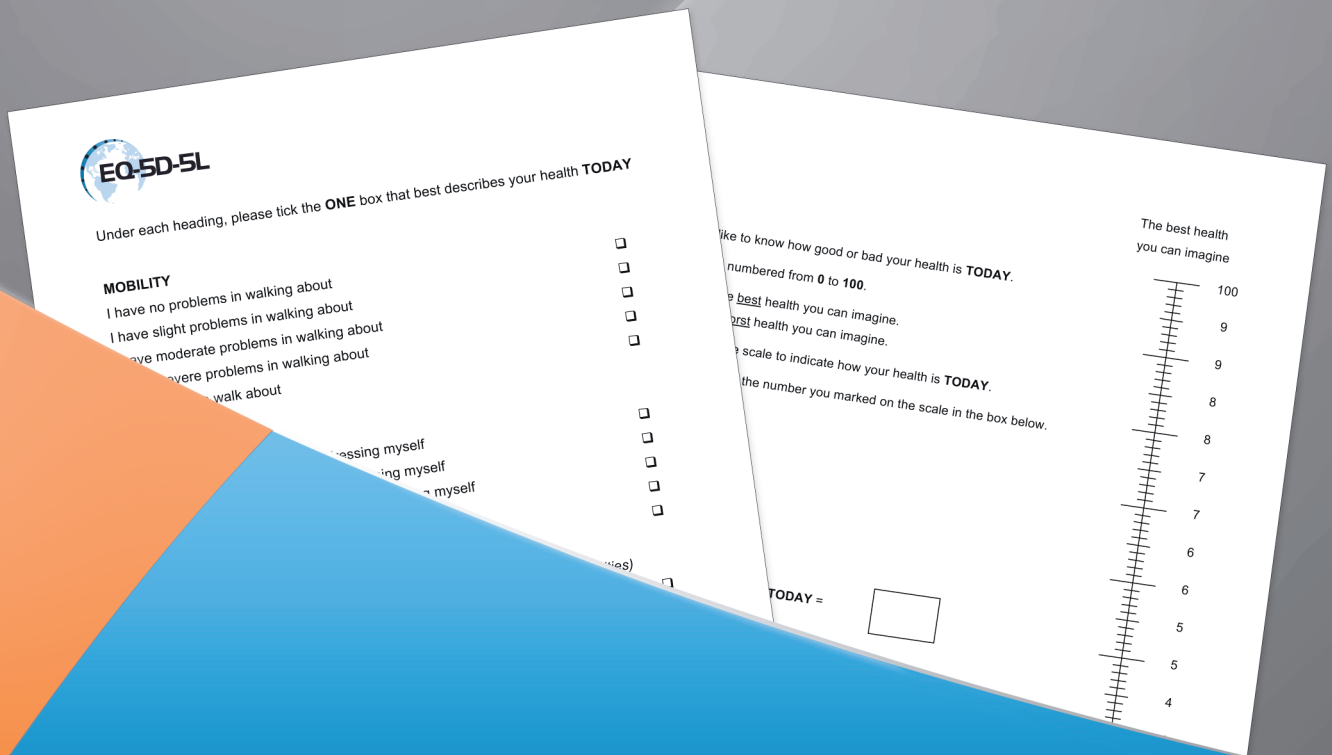 EQ-5D-5L
Under each heading, please tick the ONE box that best describes your health TODAY
MOBILITY
I have no problems in walking about
I have slight problems in walking about
moderate problems in walking about
problems in walking about
walk about
myself
myself
myself
like to know how good or bad your health is TODAY.
numbered from 0 to 100.
best health you can imagine.
health you can imagine.
scale to indicate how your health is TODAY.
the number you marked on the scale in the box below.
TODAY =
The best health
you can imagine
100
9
9
8
8
7
7
6
6
5
5
4